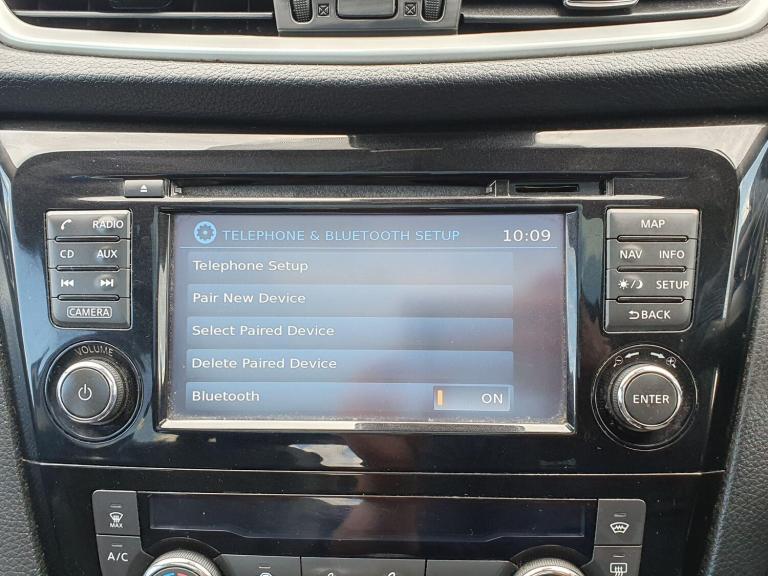 TELEPHONE & BLUETOOTH SETUP 10:09
Telephone Setup
Pair New Device
Select Paired Device
Delete Paired Device
Bluetooth ON
RADIO
CD AUX
CAMERA
VOLUME
MAP
NAV INFO
SETUP
BACK
ENTER
MAX
A/C